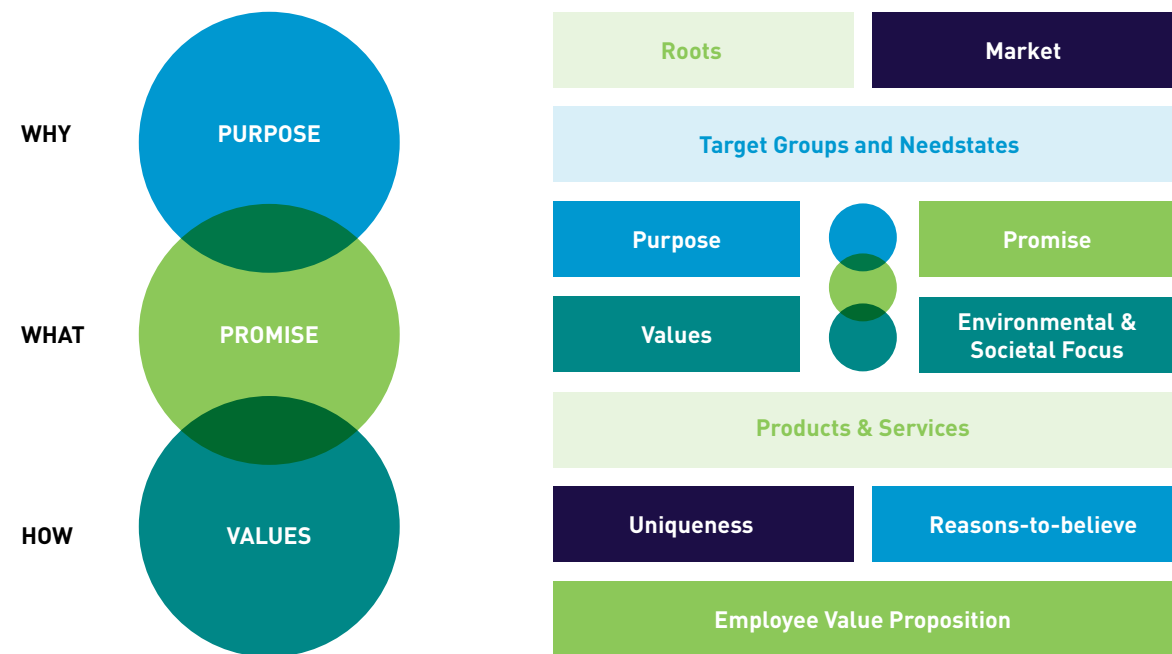 WHY
PURPOSE
WHAT
PROMISE
HOW
VALUES
Roots
Market
Target Groups and Needstates
Purpose
Promise
Values
Environmental &
Societal Focus
Products & Services
Uniqueness
Reasons-to-believe
Employee Value Proposition